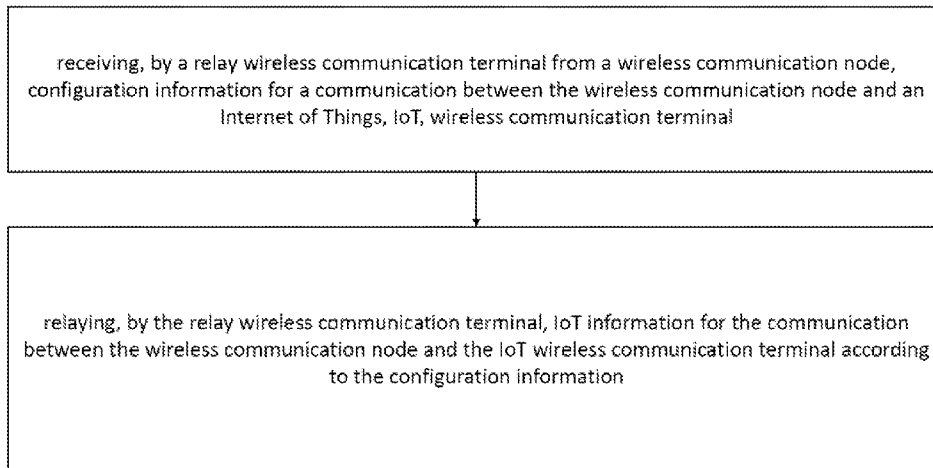 receiving, by a relay wireless communication terminal from a wireless communication node,
configuration information for a communication between the wireless communication node and an
Internet of Things, IoT, wireless communication terminal
relaying, by the relay wireless communication terminal, IoT information for the communication
between the wireless communication node and the IoT wireless communication terminal according
to the configuration information